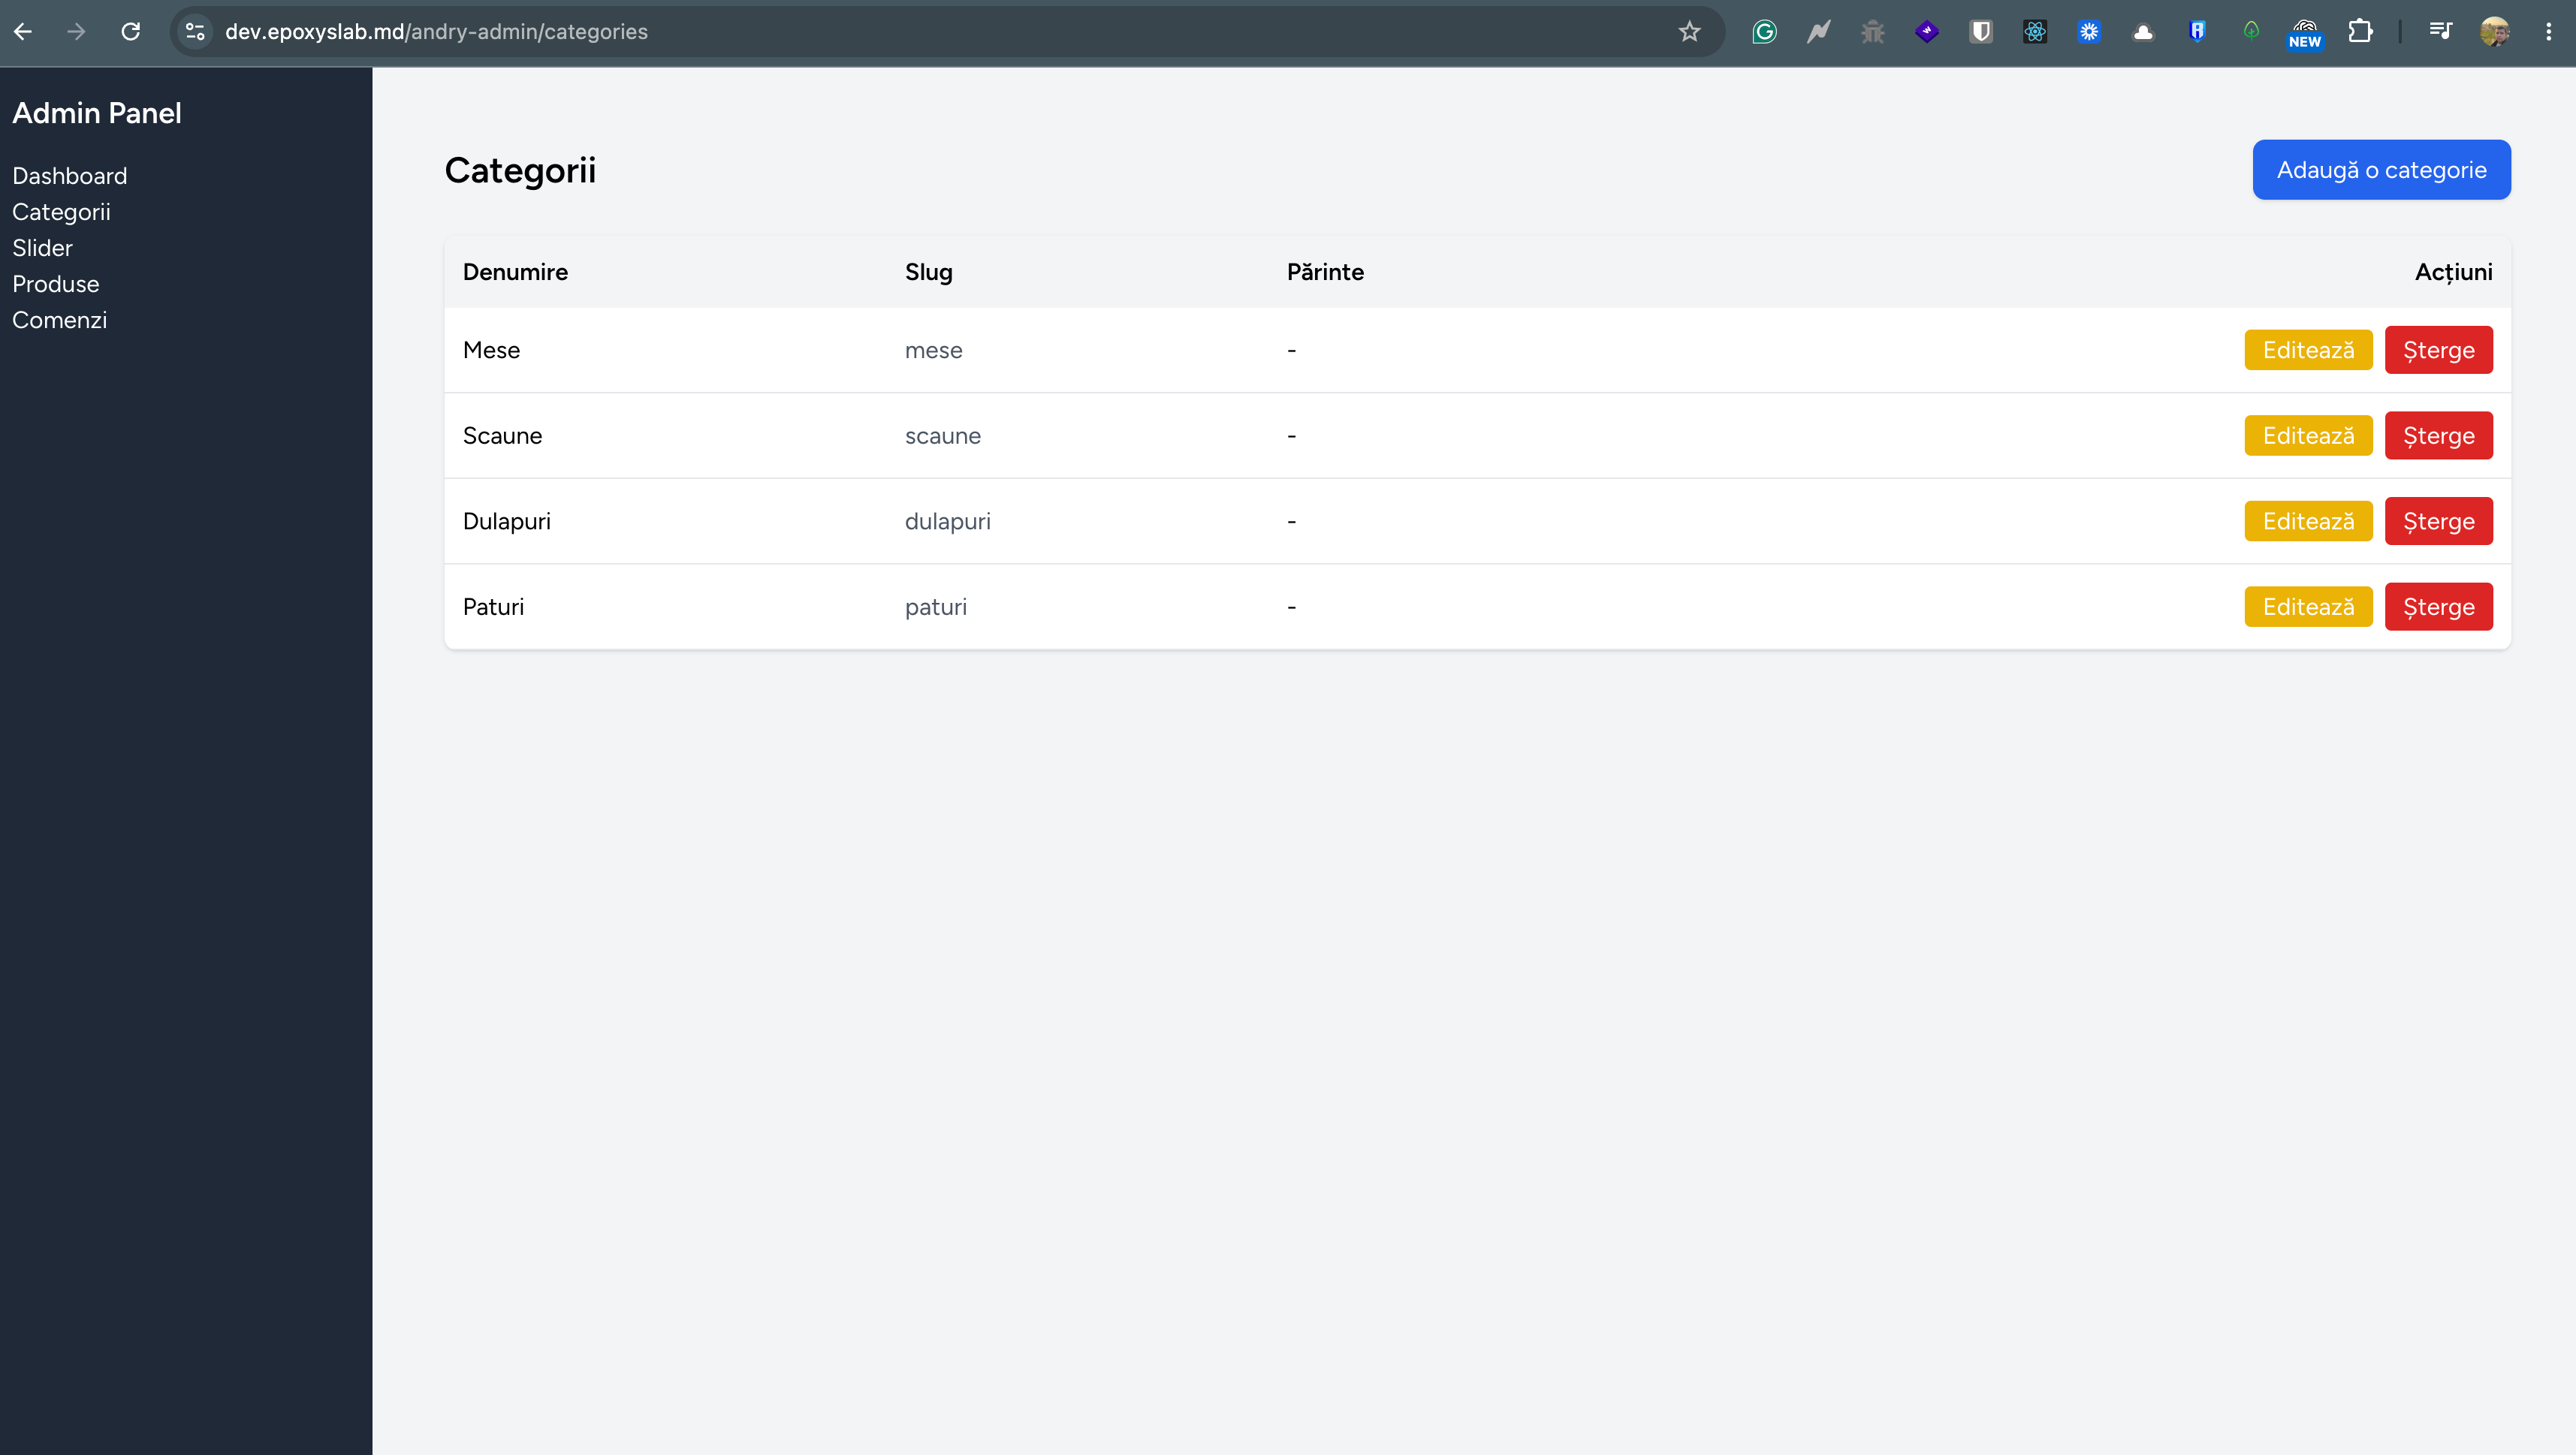 dev.epoxyslab.md/andry-admin/categories
NEW
Admin Panel
Dashboard
Categorii
Slider
Produse
Comenzi
Categorii
Adaugă o categorie
Denumire Slug Părinte Acțiuni
Mese mese - Editează Șterge
Scaune scaune - Editează Șterge
Dulapuri dulapuri - Editează Șterge
Paturi paturi - Editează Șterge